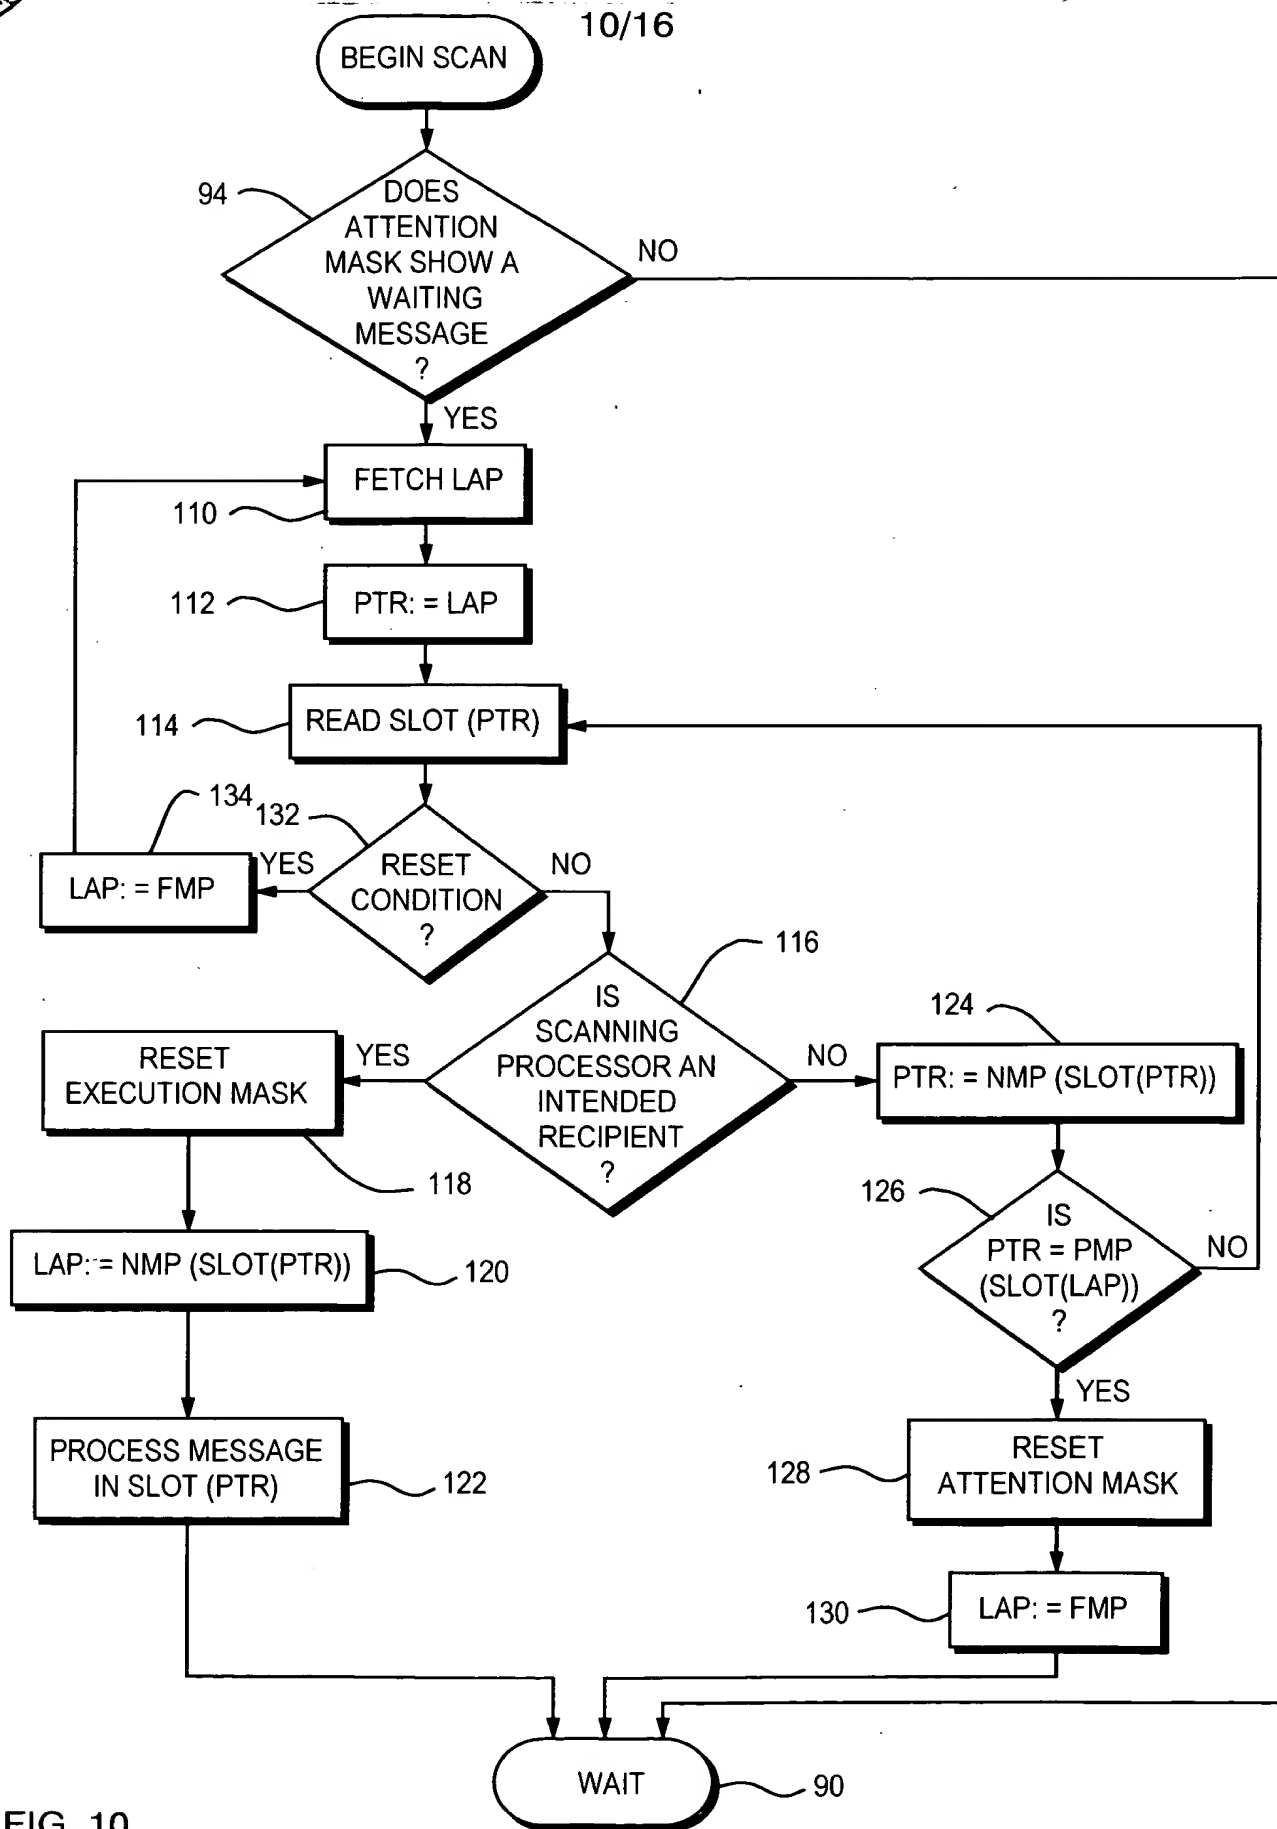 10/16
BEGIN SCAN
94
DOES
ATTENTION
MASK SHOW A
WAITING
MESSAGE
?
NO
YES
FETCH LAP
110
PTR: = LAP
112
READ SLOT (PTR)
114
134
132
LAP: = FMP
YES
RESET
CONDITION
?
NO
116
IS
SCANNING
PROCESSOR AN
INTENDED
RECIPIENT
?
YES
NO
RESET
EXECUTION MASK
118
124
PTR: = NMP (SLOT(PTR))
126
IS
PTR = PMP
(SLOT(LAP))
?
NO
YES
LAP: = NMP (SLOT(PTR))
120
PROCESS MESSAGE
IN SLOT (PTR)
122
RESET
ATTENTION MASK
128
LAP: = FMP
130
WAIT
90
FIG. 10